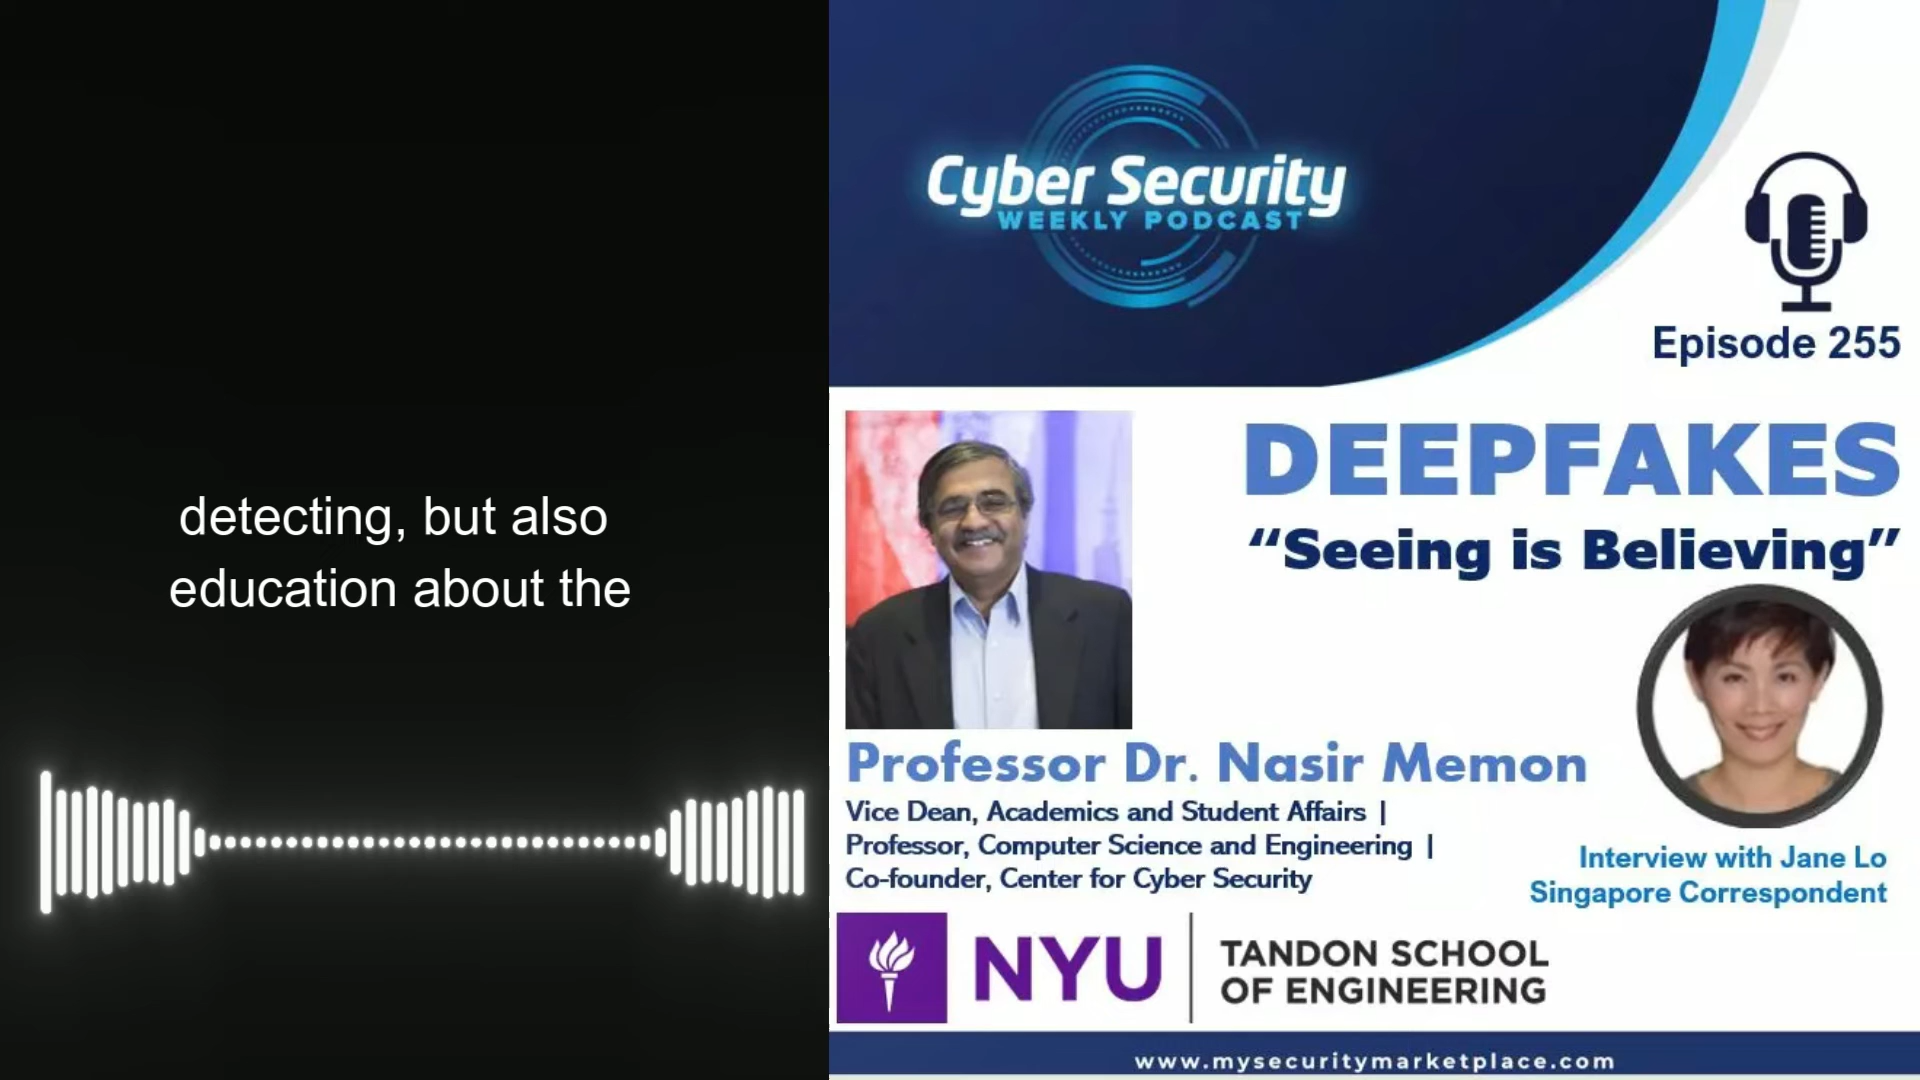 detecting, but also
education about the
Cyber Security
WEEKLY PODCAST
Episode 255
DEEPFAKES
“Seeing is Believing”
Professor Dr. Nasir Memon
Vice Dean, Academics and Student Affairs |
Professor, Computer Science and Engineering |
Co-founder, Center for Cyber Security
Interview with Jane Lo
Singapore Correspondent
NYU
TANDON SCHOOL
OF ENGINEERING
www.mysecuritymarketplace.com